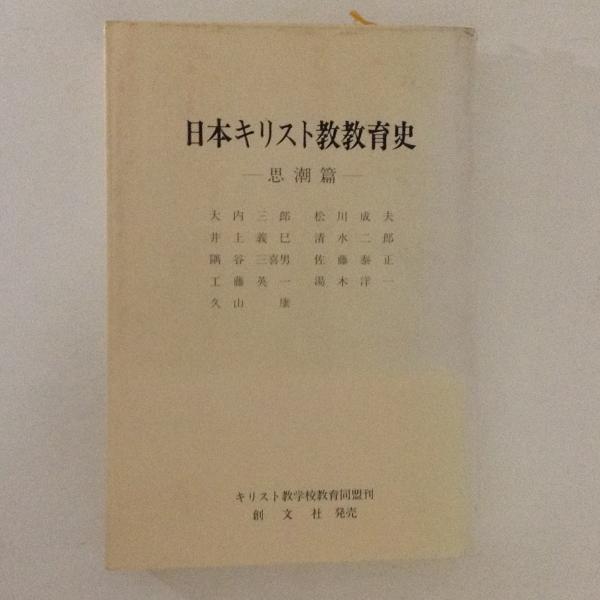 日本キリスト教教育史
―思潮篇―
大内三郎 松川成夫
井上義巳 清水二郎
隅谷三喜男 佐藤泰正
工藤英一 湯木洋一
久山康
キリスト教学校教育同盟刊
創文社 発売